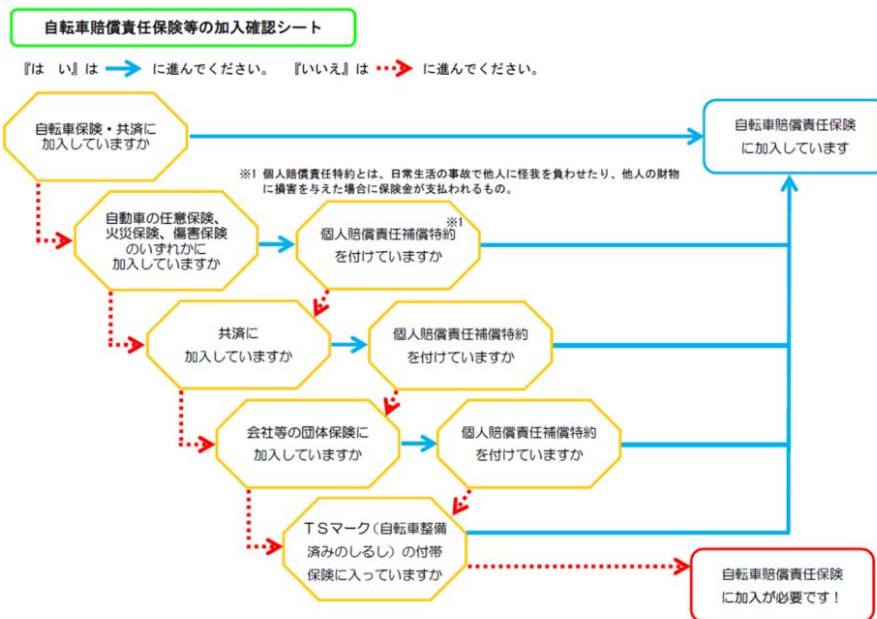 自転車賠償責任保険等の加入確認シート
『は　い』は に進んでください。 『いいえ』は に進んでください。
自転車保険・共済に
加入していますか
自転車賠償責任保険
に加入しています
※1 個人賠償責任特約とは、日常生活の事故で他人に怪我を負わせたり、他人の財物
に損害を与えた場合に保険金が支払われるもの。
自動車の任意保険、
火災保険、傷害保険
のいずれかに
加入していますか
※1
個人賠償責任補償特約
を付けていますか
共済に
加入していますか
個人賠償責任補償特約
を付けていますか
会社等の団体保険に
加入していますか
個人賠償責任補償特約
を付けていますか
ＴＳマーク（自転車整備
済みのしるし）の付帯
保険に入っていますか
自転車賠償責任保険
に加入が必要です！